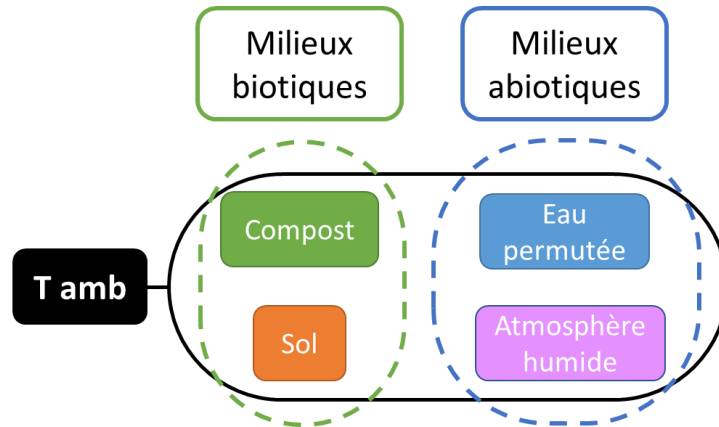 Milieux
biotiques
Milieux
abiotiques
Compost
Eau
permutée
T amb
Sol
Atmosphère
humide